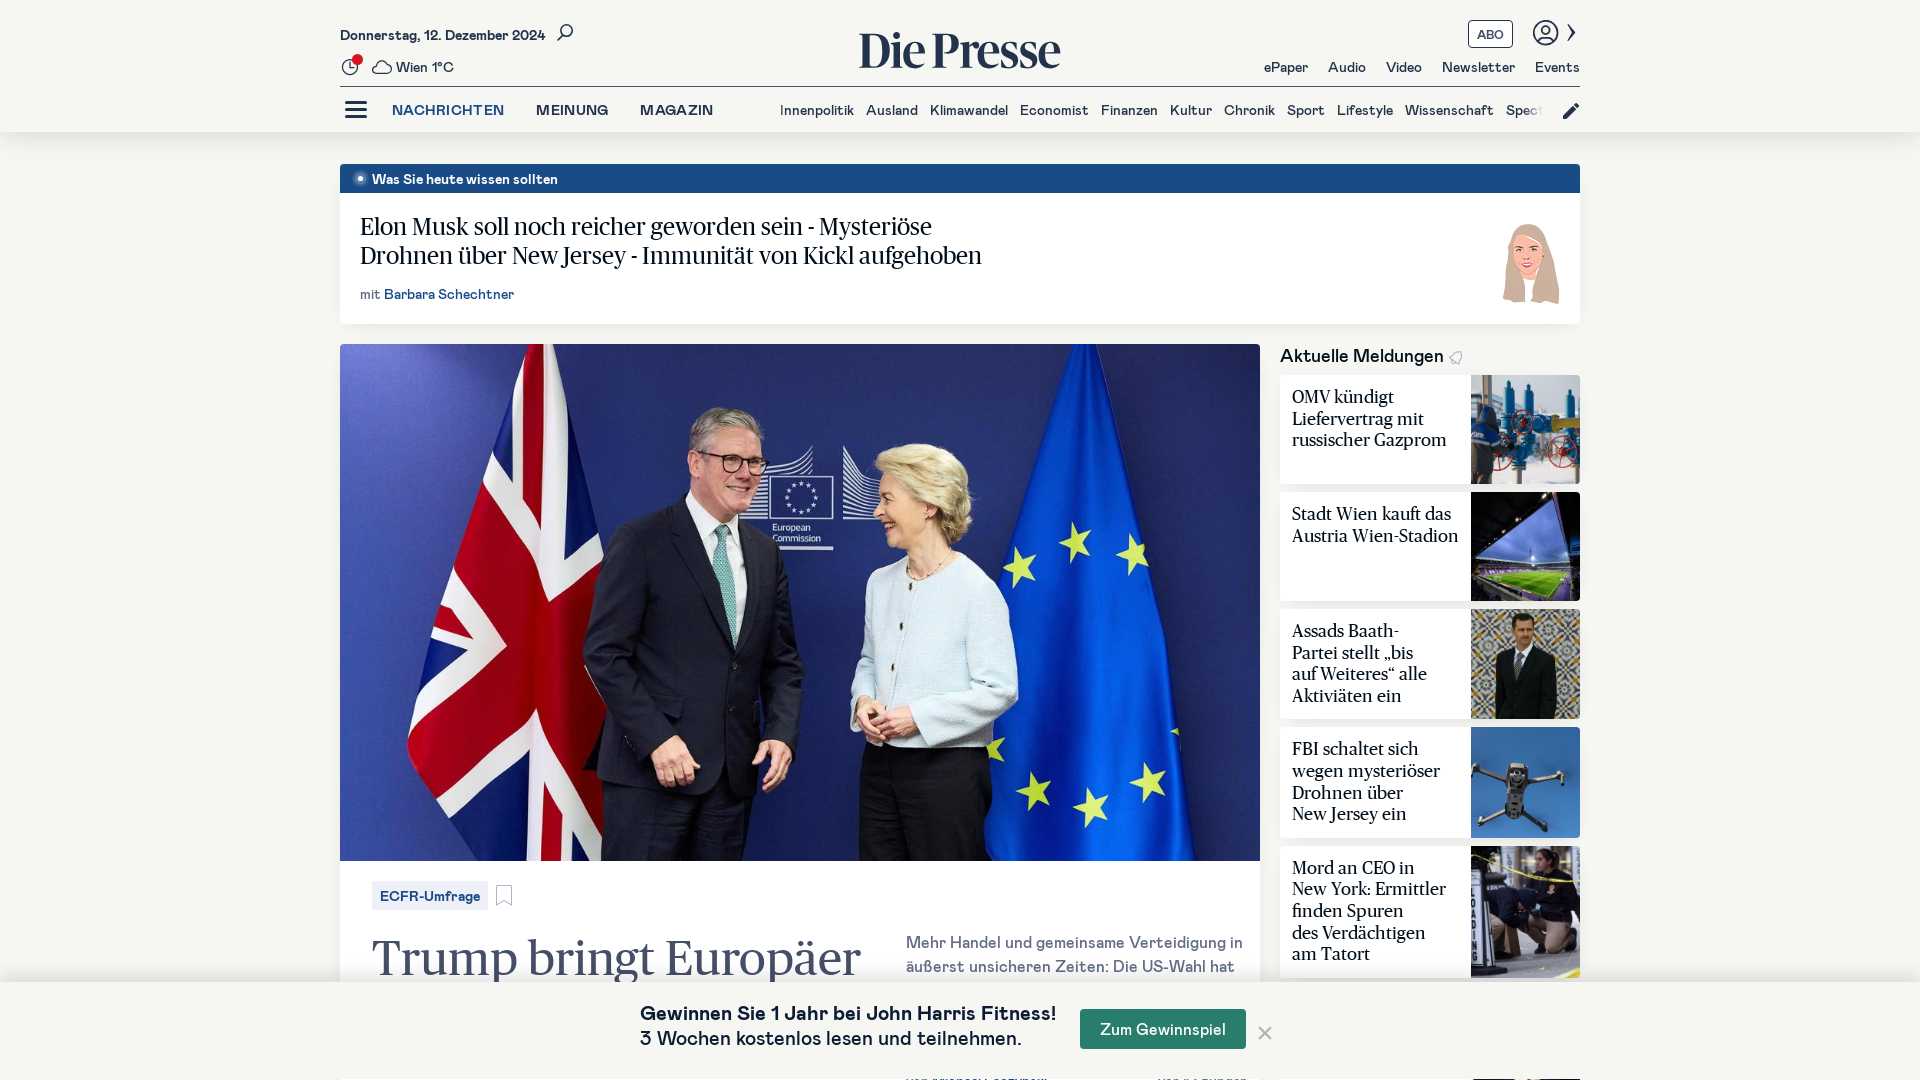 Donnerstag, 12. Dezember 2024
Wien 1°C
Die Presse
ABO
ePaper Audio Video Newsletter Events
NACHRICHTEN MEINUNG MAGAZIN
Innenpolitik Ausland Klimawandel Economist Finanzen Kultur Chronik Sport Lifestyle Wissenschaft
Was Sie heute wissen sollten
Elon Musk soll noch reicher geworden sein - Mysteriöse
Drohnen über New Jersey - Immunität von Kickl aufgehoben
mit Barbara Schechtner
European
Commission
ECFR-Umfrage
Trump bringt Europäer
Mehr Handel und gemeinsame Verteidigung in
äußerst unsicheren Zeiten: Die US-Wahl hat
Aktuelle Meldungen
OMV kündigt
Liefervertrag mit
russischer Gazprom
Stadt Wien kauft das
Austria Wien-Stadion
Assads Baath-
Partei stellt „bis
auf Weiteres“ alle
Aktiviäten ein
FBI schaltet sich
wegen mysteriöser
Drohnen über
New Jersey ein
Mord an CEO in
New York: Ermittler
finden Spuren
des Verdächtigen
am Tatort
LOADING
Gewinnen Sie 1 Jahr bei John Harris Fitness!
3 Wochen kostenlos lesen und teilnehmen.
Zum Gewinnspiel